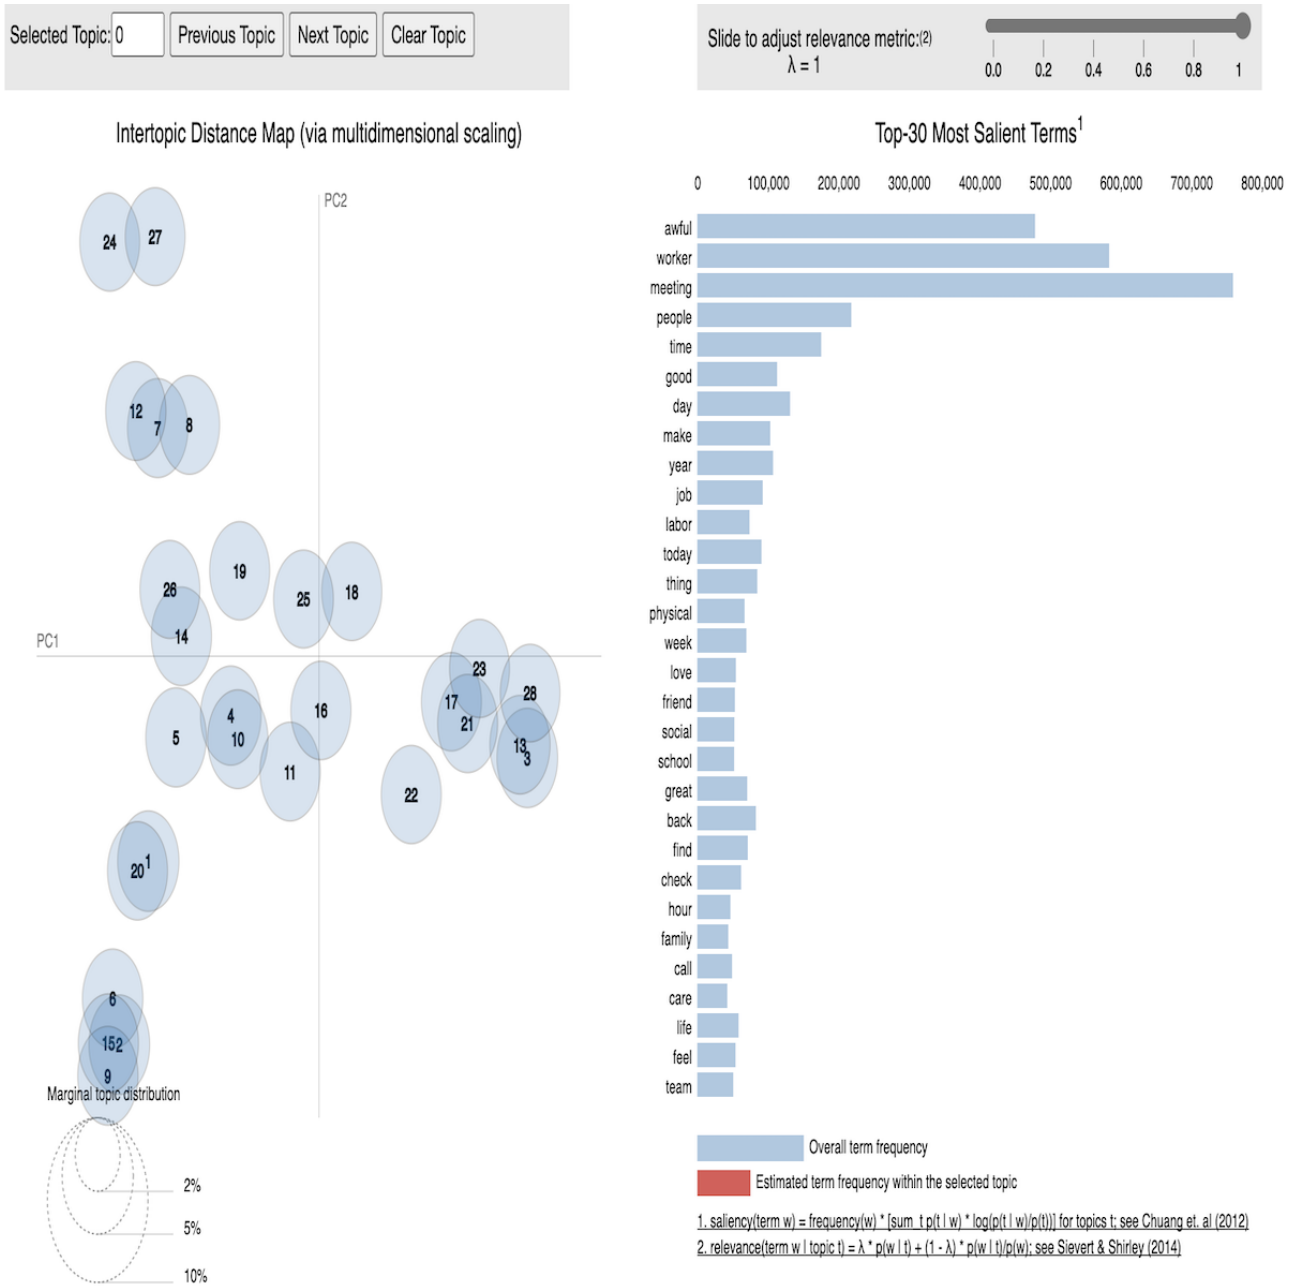 Selected Topic: 0 Previous Topic Next Topic Clear Topic
Slide to adjust relevance metric:(2)
λ = 1
0.0 0.2 0.4 0.6 0.8 1
Intertopic Distance Map (via multidimensional scaling)
PC2
PC1
24 27
12 7 8
26 19 25 18
14
23
17 28
4 16 21
5 10 13
3
11 22
20 1
6
15 2
9
Marginal topic distribution
2%
5%
10%
Top-30 Most Salient Terms1
0 100,000 200,000 300,000 400,000 500,000 600,000 700,000 800,000
awful
worker
meeting
people
time
good
day
make
year
job
labor
today
thing
physical
week
love
friend
social
school
great
back
find
check
hour
family
call
care
life
feel
team
Overall term frequency
Estimated term frequency within the selected topic
1. saliency(term w) = frequency(w) * [sum_t p(t | w) * log(p(t | w)/p(t))] for topics t; see Chuang et. al (2012)
2. relevance(term w | topic t) = λ * p(w | t) + (1 - λ) * p(w | t)/p(w); see Sievert & Shirley (2014)